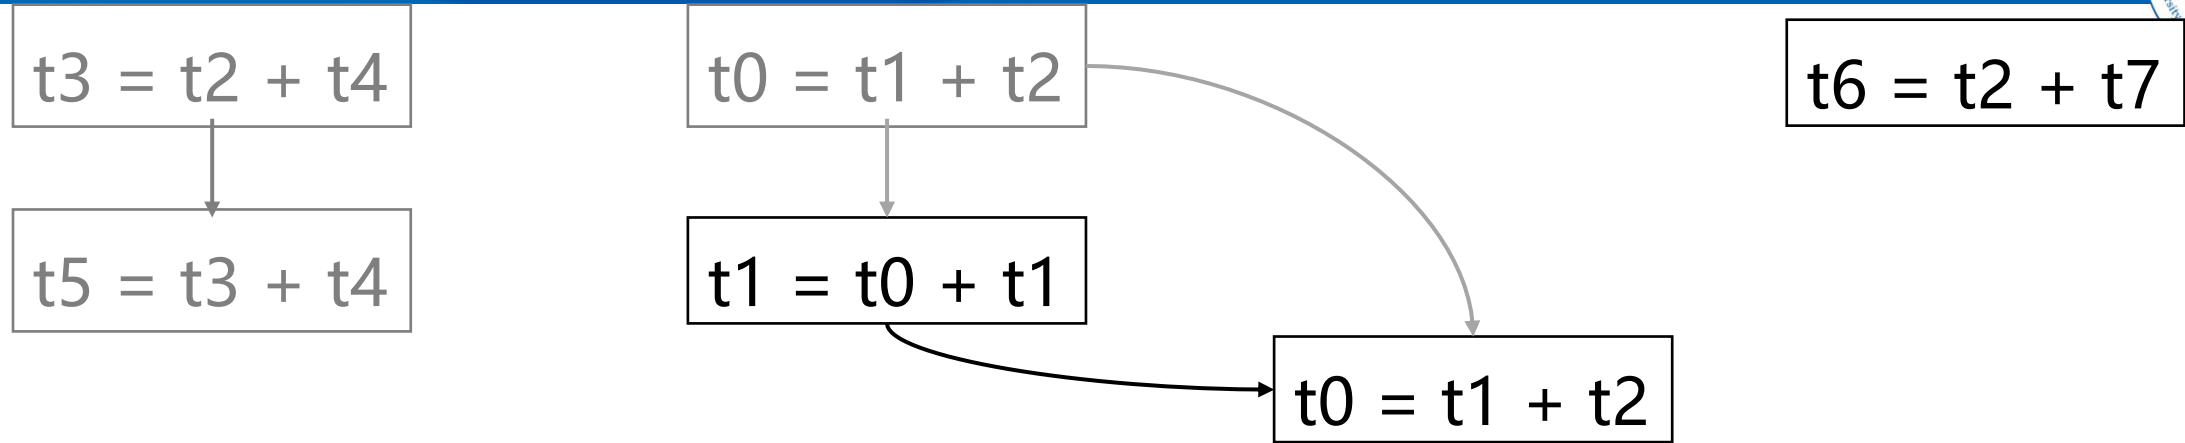 t3 = t2 + t4
t0 = t1 + t2
t6 = t2 + t7
t5 = t3 + t4
t1 = t0 + t1
t0 = t1 + t2